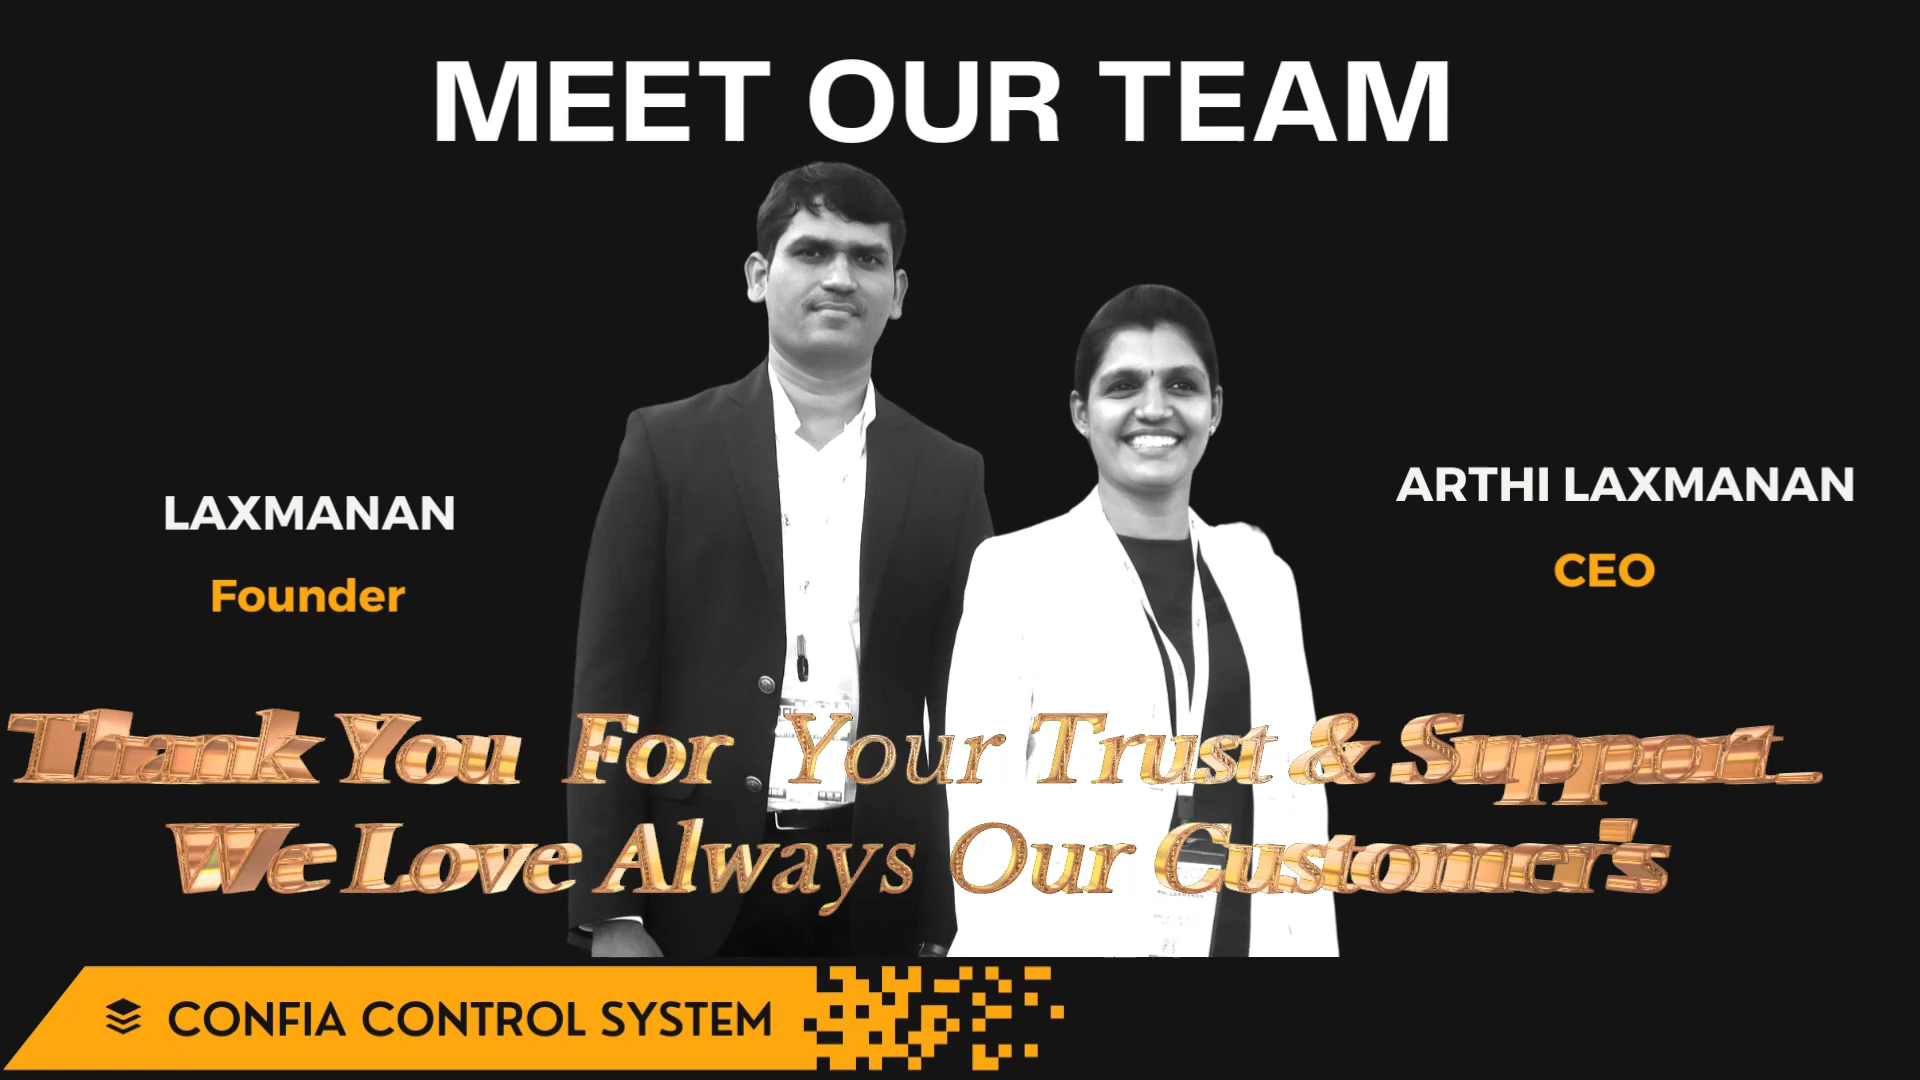 MEET OUR TEAM
LAXMANAN
Founder
ARTHI LAXMANAN
CEO
Thank You For Your Trust & Support...
We Love Always Our Customer's
CONFIA CONTROL SYSTEM